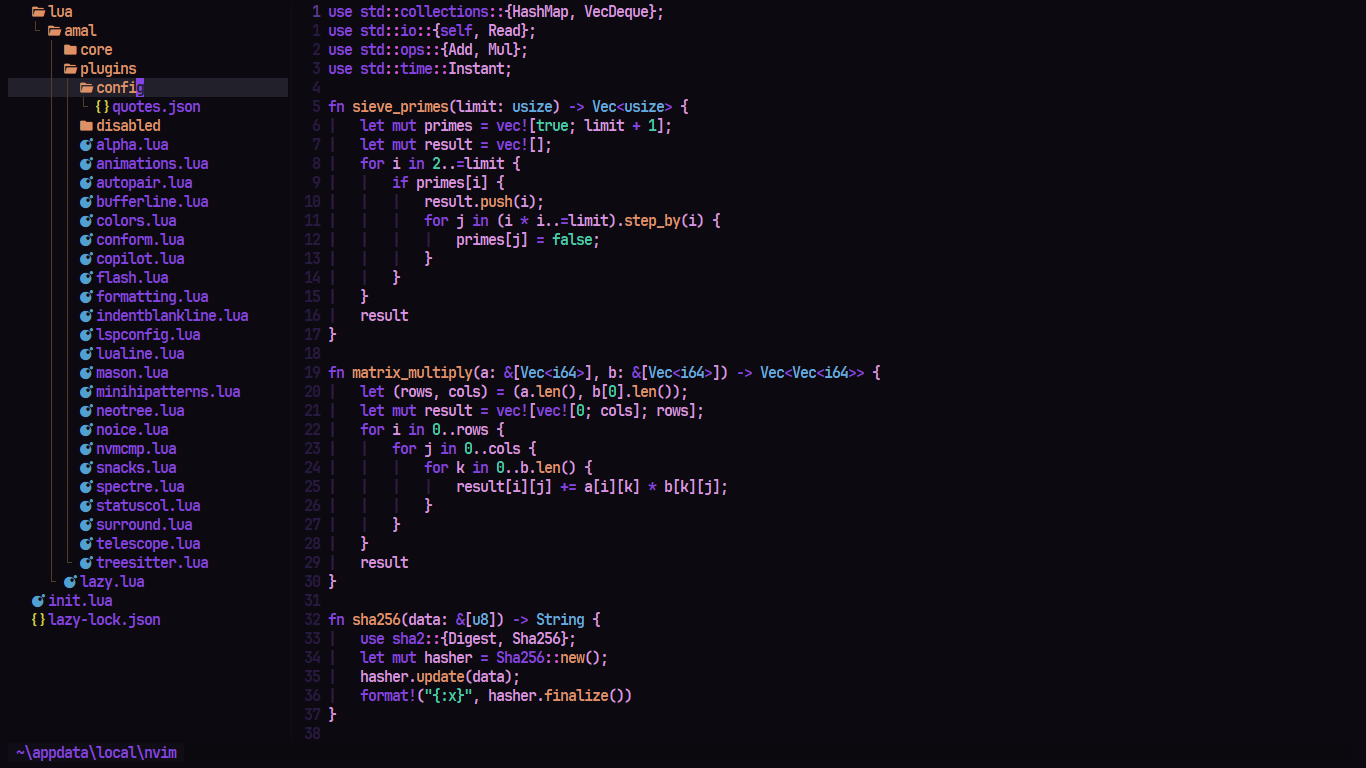 lua
amal
core
plugins
config
{} quotes.json
disabled
alpha.lua
animations.lua
autopair.lua
bufferline.lua
colors.lua
conform.lua
copilot.lua
flash.lua
formatting.lua
indentblankline.lua
lspconfig.lua
lualine.lua
mason.lua
minihipatterns.lua
neotree.lua
noice.lua
nvmcmp.lua
snacks.lua
spectre.lua
statuscol.lua
surround.lua
telescope.lua
treesitter.lua
lazy.lua
init.lua
{} lazy-lock.json
1 use std::collections::{HashMap, VecDeque};
1 use std::io::{self, Read};
2 use std::ops::{Add, Mul};
3 use std::time::Instant;
4
5 fn sieve_primes(limit: usize) -> Vec<usize> {
6     let mut primes = vec![true; limit + 1];
7     let mut result = vec![];
8     for i in 2..=limit {
9         if primes[i] {
10             result.push(i);
11             for j in (i * i..=limit).step_by(i) {
12                 primes[j] = false;
13             }
14         }
15     }
16     result
17 }
18
19 fn matrix_multiply(a: &[Vec<i64>], b: &[Vec<i64>]) -> Vec<Vec<i64>> {
20     let (rows, cols) = (a.len(), b[0].len());
21     let mut result = vec![vec![0; cols]; rows];
22     for i in 0..rows {
23         for j in 0..cols {
24             for k in 0..b.len() {
25                 result[i][j] += a[i][k] * b[k][j];
26             }
27         }
28     }
29     result
30 }
31
32 fn sha256(data: &[u8]) -> String {
33     use sha2::{Digest, Sha256};
34     let mut hasher = Sha256::new();
35     hasher.update(data);
36     format!("{:x}", hasher.finalize())
37 }
38
~\appdata\local\nvim